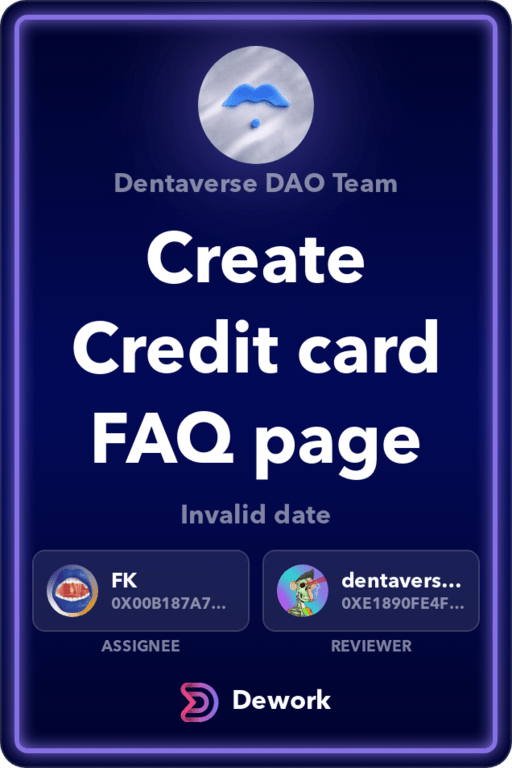 Dentaverse DAO Team
Create
Credit card
FAQ page
Invalid date
FK
0X00B187A7...
ASSIGNEE
dentavers...
0XE1890FE4F...
REVIEWER
Dework